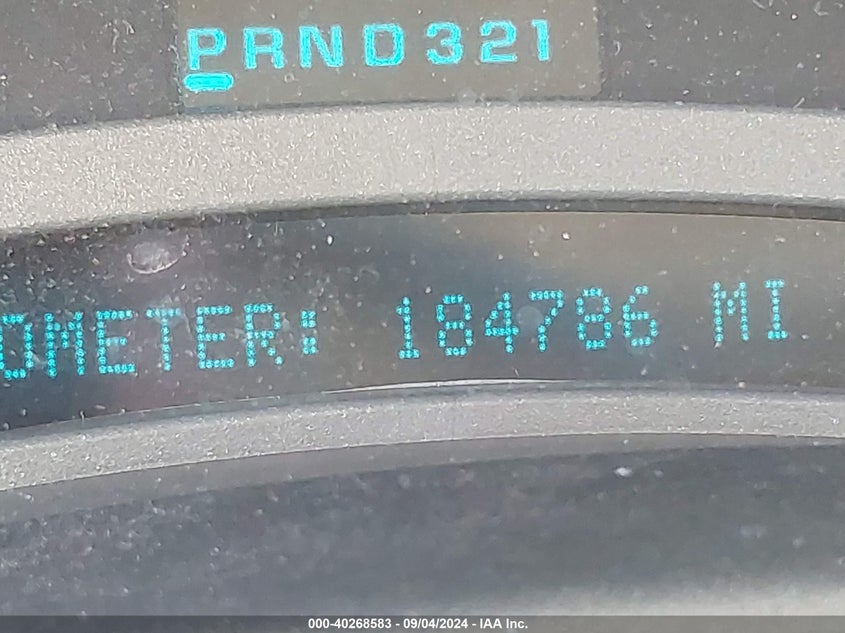 PRND321
OMETER: 184786 MI
000-40268583 - 09/04/2024 - IAA Inc.